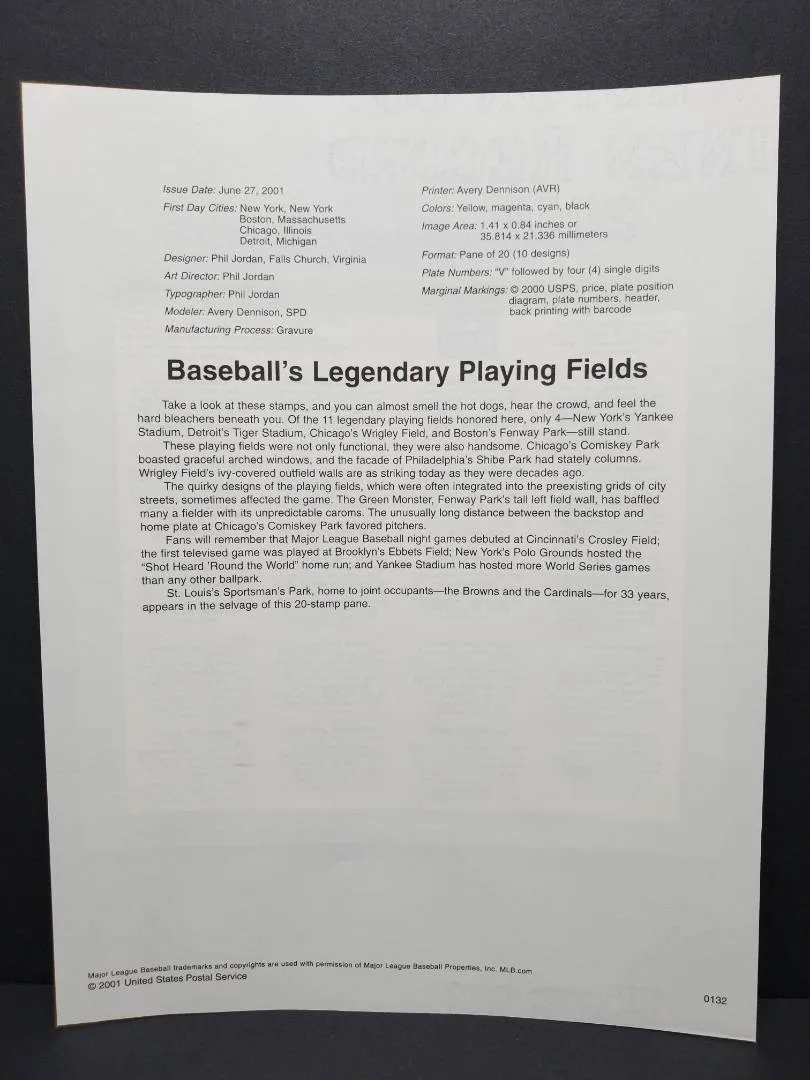 Issue Date: June 27, 2001
First Day Cities: New York, New York
Boston, Massachusetts
Chicago, Illinois
Detroit, Michigan
Designer: Phil Jordan, Falls Church, Virginia
Art Director: Phil Jordan
Typographer: Phil Jordan
Modeler: Avery Dennison, SPD
Manufacturing Process: Gravure
Printer: Avery Dennison (AVR)
Colors: Yellow, magenta, cyan, black
Image Area: 1.41 x 0.84 inches or
35.814 x 21.336 millimeters
Format: Pane of 20 (10 designs)
Plate Numbers: "V" followed by four (4) single digits
Marginal Markings: © 2000 USPS, price, plate position
diagram, plate numbers, header,
back printing with barcode
Baseball's Legendary Playing Fields
Take a look at these stamps, and you can almost smell the hot dogs, hear the crowd, and feel the
hard bleachers beneath you. Of the 11 legendary playing fields honored here, only 4—New York's Yankee
Stadium, Detroit's Tiger Stadium, Chicago's Wrigley Field, and Boston's Fenway Park—still stand.
These playing fields were not only functional, they were also handsome. Chicago's Comiskey Park
boasted graceful arched windows, and the facade of Philadelphia's Shibe Park had stately columns.
Wrigley Field's ivy-covered outfield walls are as striking today as they were decades ago.
The quirky designs of the playing fields, which were often integrated into the preexisting grids of city
streets, sometimes affected the game. The Green Monster, Fenway Park's tall left field wall, has baffled
many a fielder with its unpredictable caroms. The unusually long distance between the backstop and
home plate at Chicago's Comiskey Park favored pitchers.
Fans will remember that Major League Baseball night games debuted at Cincinnati's Crosley Field;
the first televised game was played at Brooklyn's Ebbets Field; New York's Polo Grounds hosted the
"Shot Heard 'Round the World" home run; and Yankee Stadium has hosted more World Series games
than any other ballpark.
St. Louis's Sportsman's Park, home to joint occupants—the Browns and the Cardinals—for 33 years,
appears in the selvage of this 20-stamp pane.
Major League Baseball trademarks and copyrights are used with permission of Major League Baseball Properties, Inc. MLB.com
© 2001 United States Postal Service
0132